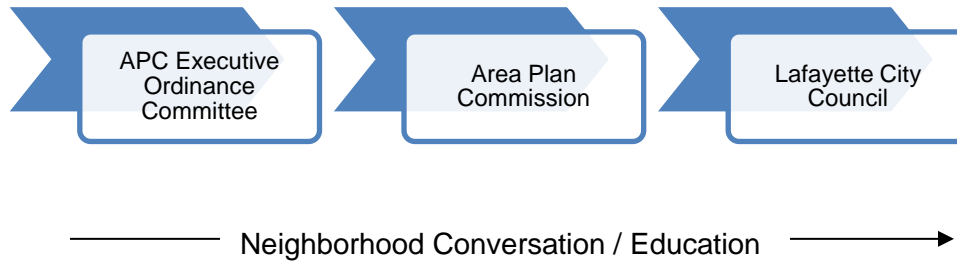 APC Executive
Ordinance
Committee
Area Plan
Commission
Lafayette City
Council
Neighborhood Conversation / Education